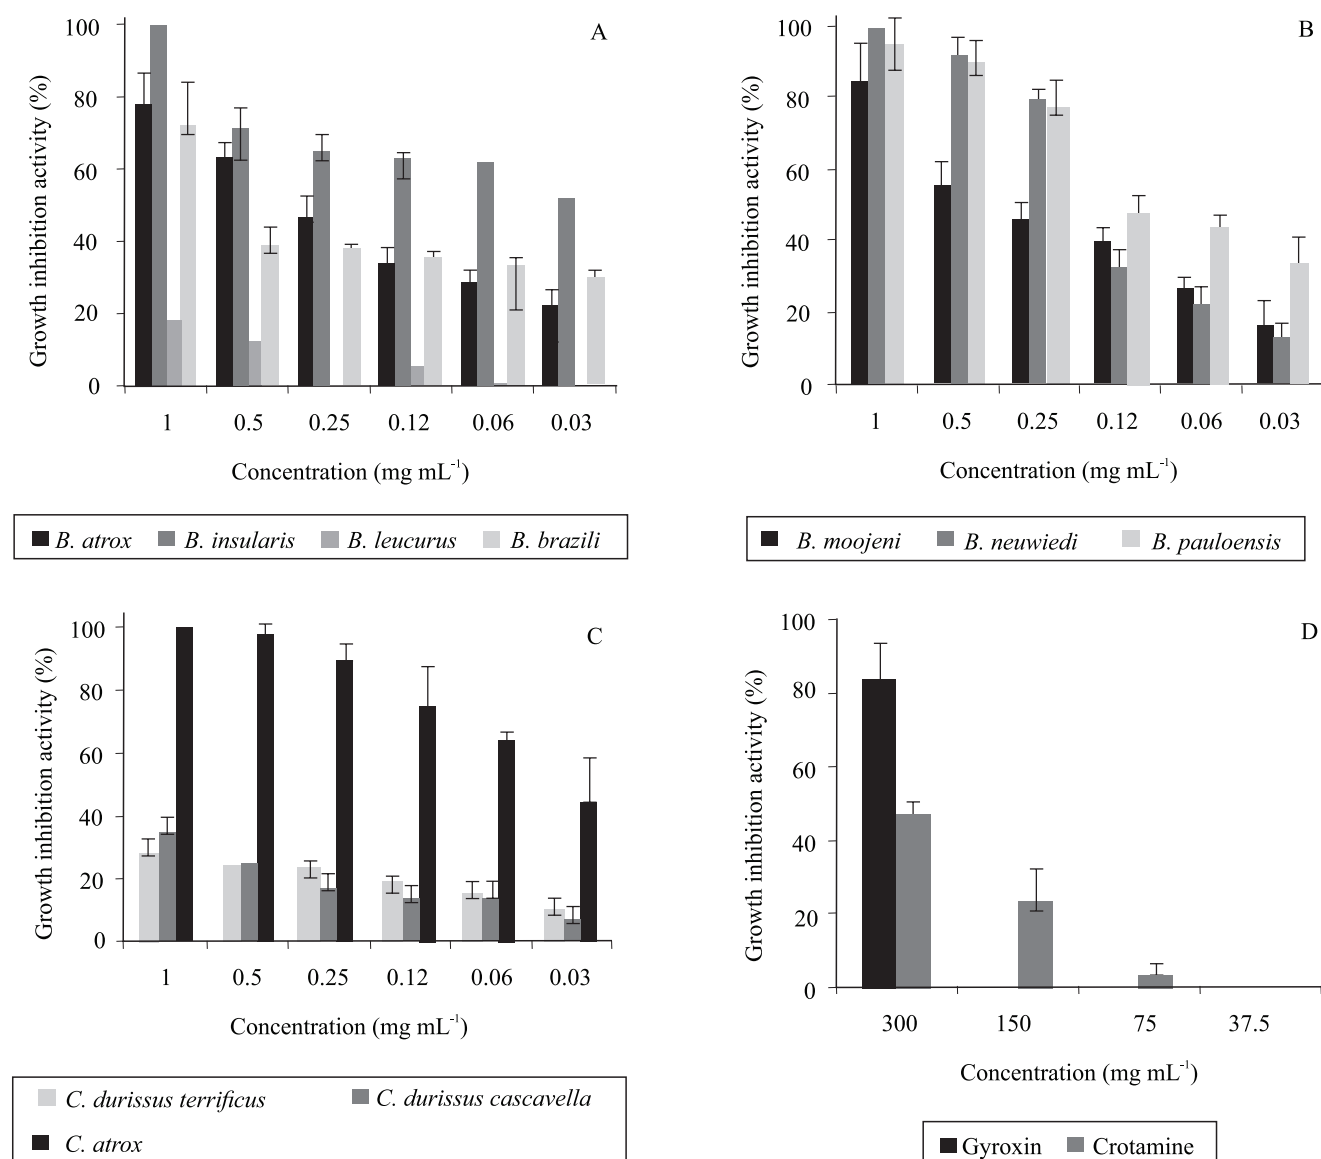 A
Growth inhibition activity (%)
100
80
60
40
20
0
1 0.5 0.25 0.12 0.06 0.03
Concentration (mg mL-1)
B. atrox B. insularis B. leucurus B. brazili
B
Growth inhibition activity (%)
100
80
60
40
20
0
1 0.5 0.25 0.12 0.06 0.03
Concentration (mg mL-1)
B. moojeni B. neuwiedi B. pauloensis
C
Growth inhibition activity (%)
100
80
60
40
20
0
1 0.5 0.25 0.12 0.06 0.03
Concentration (mg mL-1)
C. durissus terrificus C. durissus cascavella
C. atrox
D
Growth inhibition activity (%)
100
80
60
40
20
0
300 150 75 37.5
Concentration (mg mL-1)
Gyroxin Crotamine